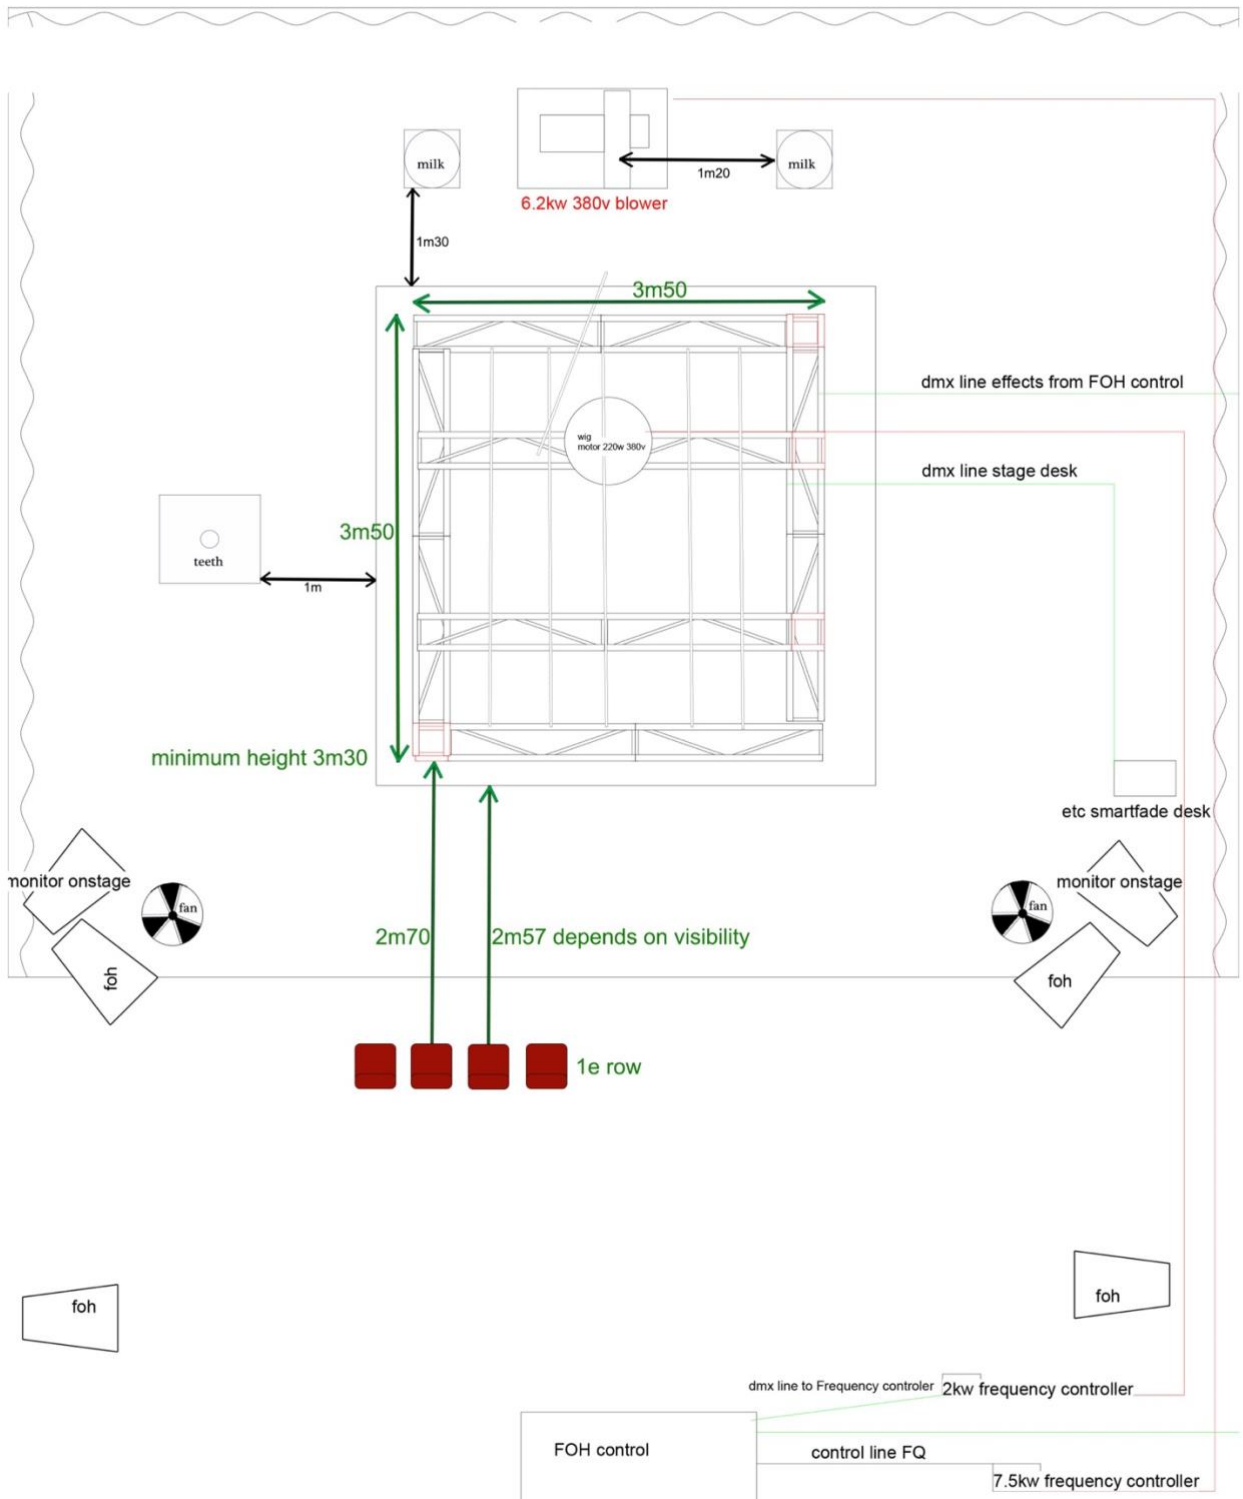 milk
milk
1m20
6.2kw 380v blower
1m30
3m50
dmx line effects from FOH control
wig
motor 220w 380v
dmx line stage desk
3m50
teeth
1m
minimum height 3m30
etc smartfade desk
monitor onstage
monitor onstage
fan
fan
2m70
2m57 depends on visibility
foh
foh
1e row
foh
foh
dmx line to Frequency controler
2kw frequency controller
FOH control
control line FQ
7.5kw frequency controller